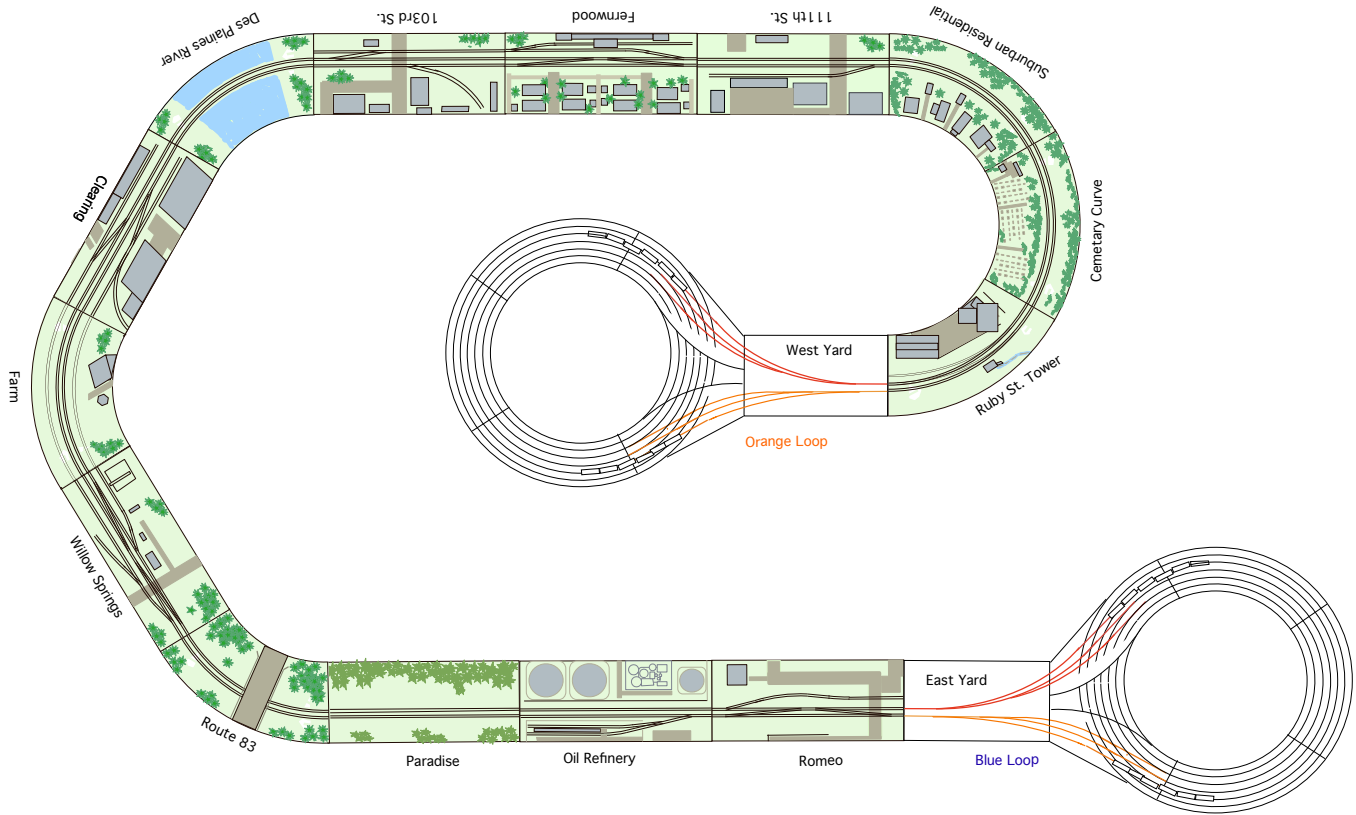 Des Plaines River
103rd St.
Fernwood
111th St.
Suburban Residential
Clearing
Cemetary Curve
West Yard
Ruby St. Tower
Farm
Orange Loop
Willow Springs
East Yard
Route 83
Paradise
Oil Refinery
Romeo
Blue Loop